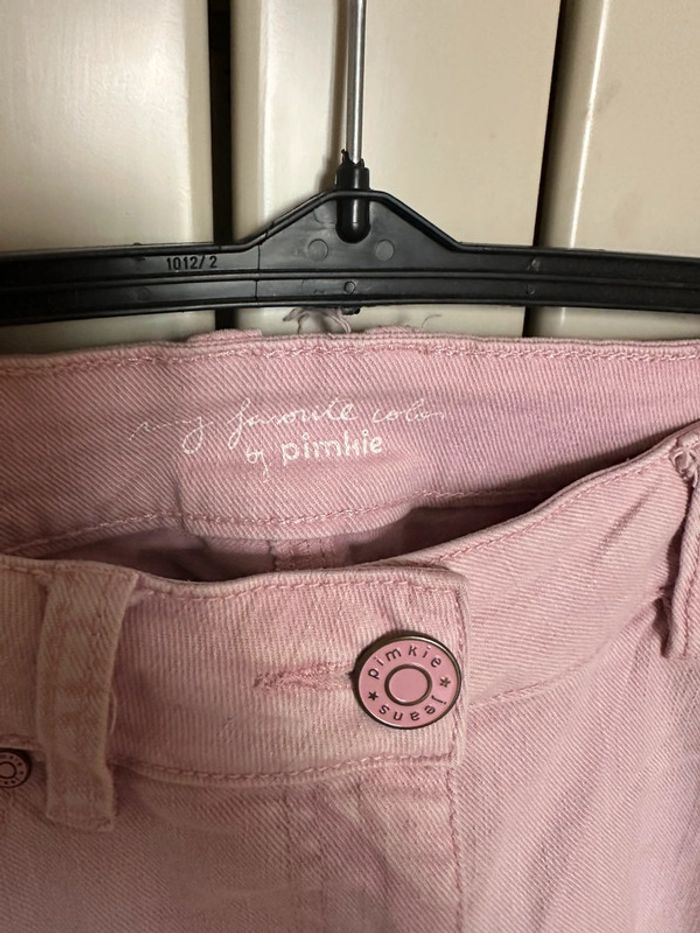 1012/2
my favourite color
by pimkie
pimkie
jeans